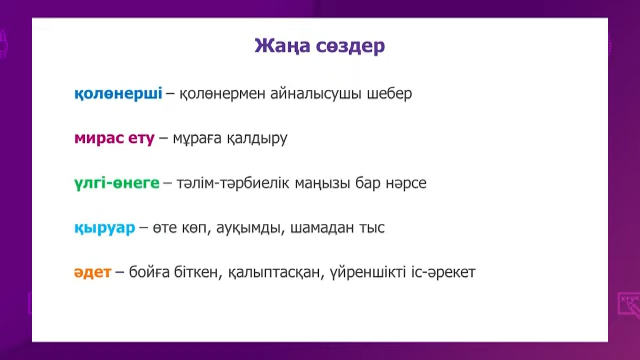 Жаңа сөздер
қолөнерші – қолөнермен айналысушы шебер
мирас ету – мұраға қалдыру
үлгі-өнеге – тәлім-тәрбиелік маңызы бар нәрсе
қыруар – өте көп, ауқымды, шамадан тыс
әдет – бойға біткен, қалыптасқан, үйреншікті іс-әрекет